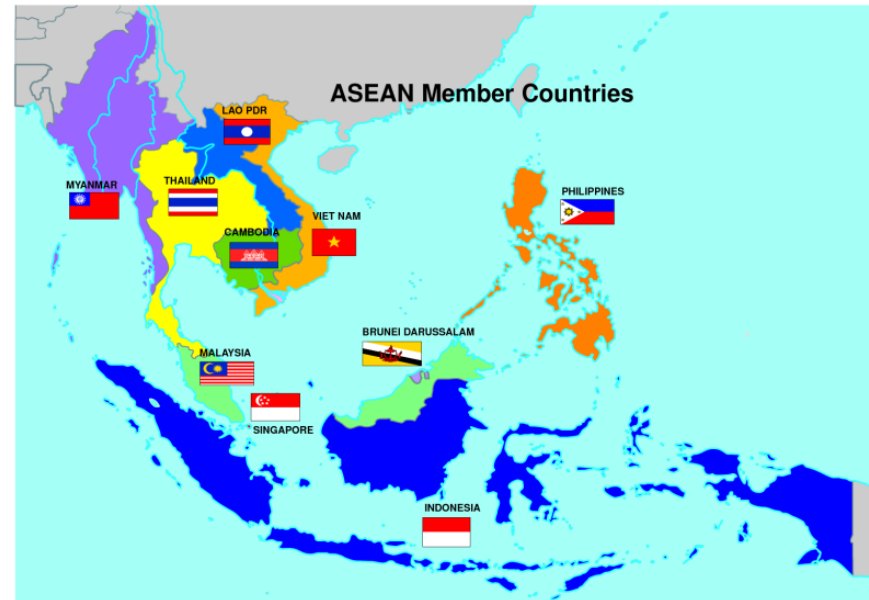 ASEAN Member Countries
LAO PDR
MYANMAR
THAILAND
PHILIPPINES
VIET NAM
CAMBODIA
BRUNEI DARUSSALAM
MALAYSIA
SINGAPORE
INDONESIA